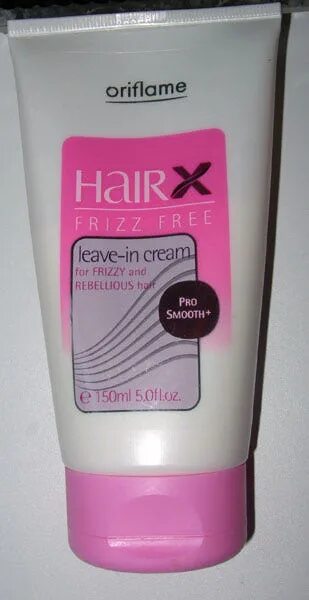 oriflame
HAIRX
FRIZZ FREE
leave-in cream
for FRIZZY and
REBELLIOUS hair
PRO
SMOOTH+
e 150ml 5.0fl.oz.